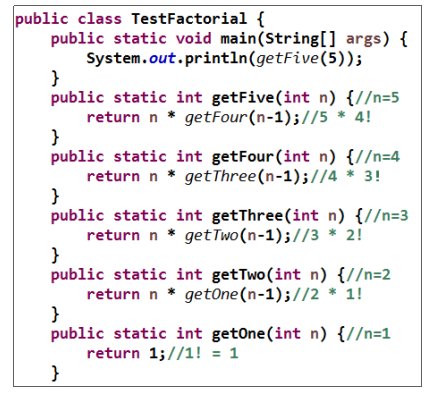 public class TestFactorial {
public static void main(String[] args) {
System.out.println(getFive(5));
}
public static int getFive(int n) {//n=5
return n * getFour(n-1);//5 * 4!
}
public static int getFour(int n) {//n=4
return n * getThree(n-1);//4 * 3!
}
public static int getThree(int n) {//n=3
return n * getTwo(n-1);//3 * 2!
}
public static int getTwo(int n) {//n=2
return n * getOne(n-1);//2 * 1!
}
public static int getOne(int n) {//n=1
return 1;//1! = 1
}